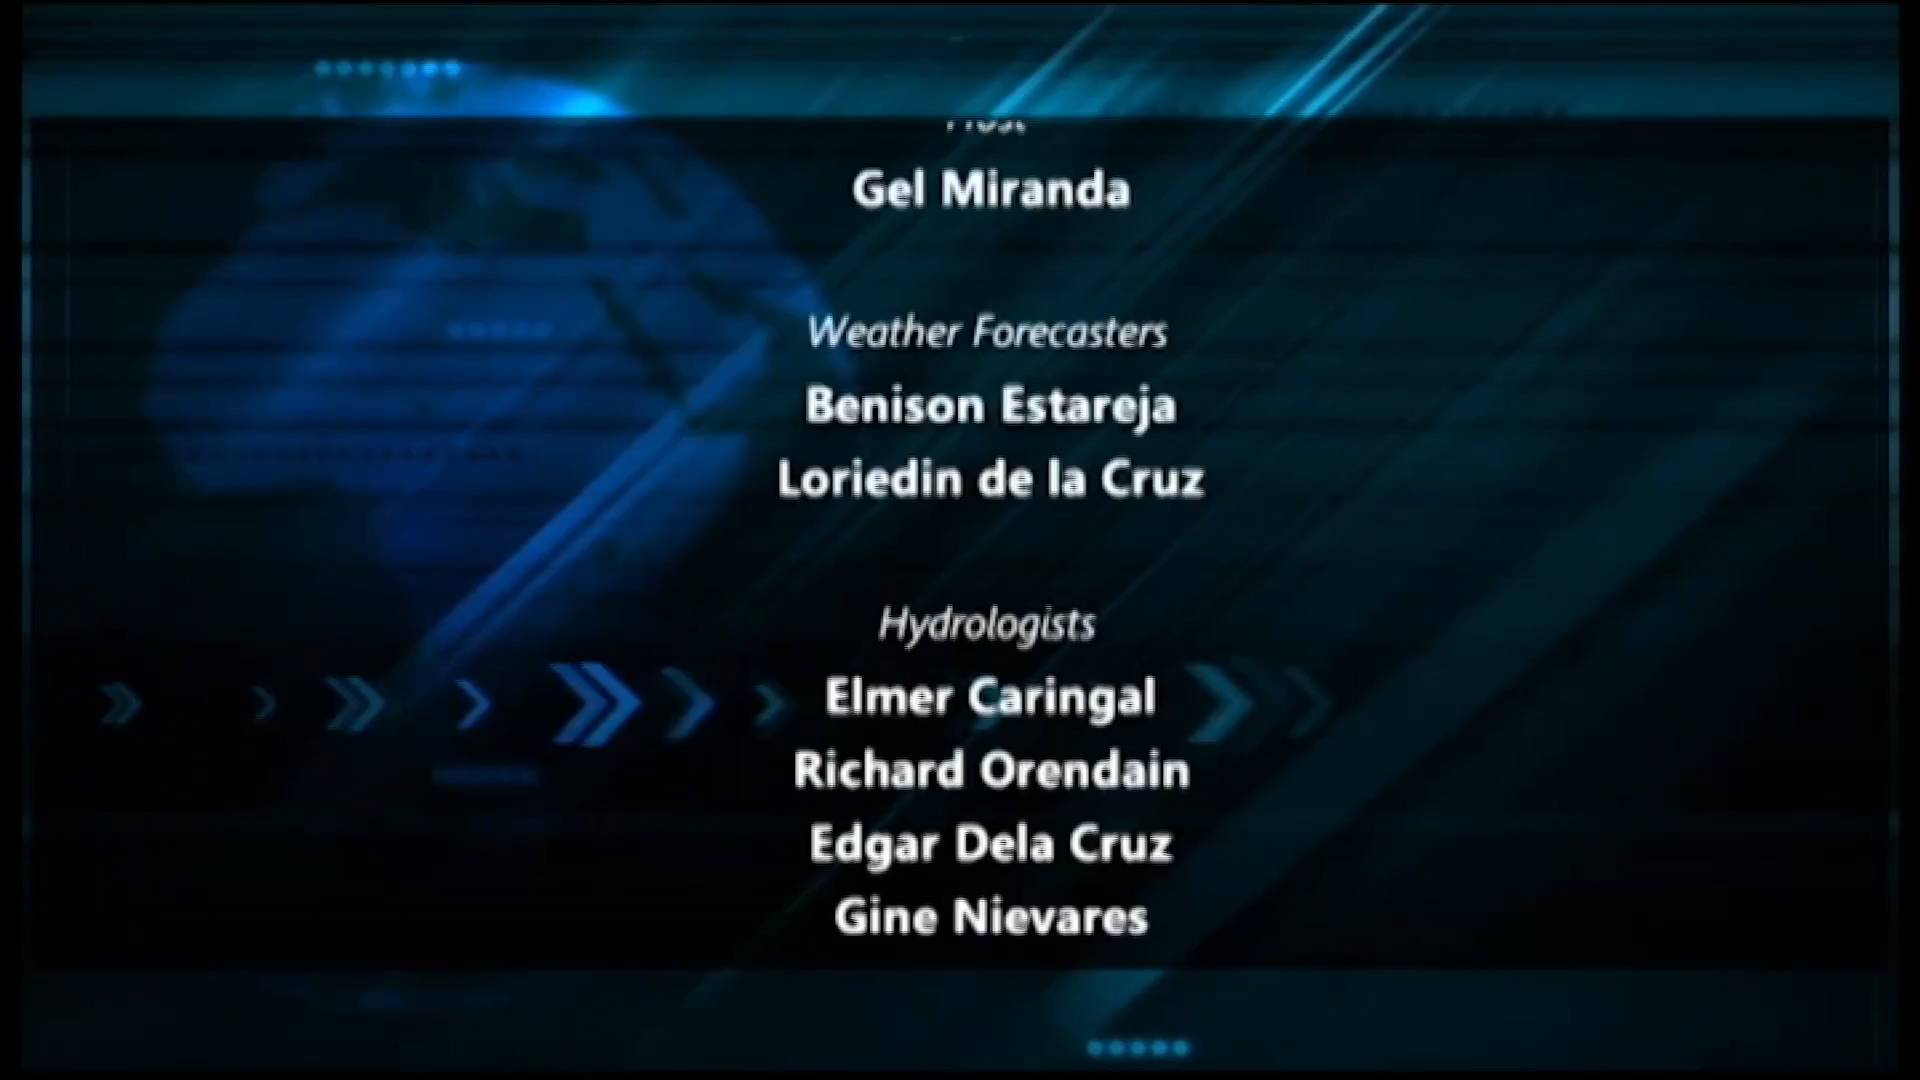 Gel Miranda
Weather Forecasters
Benison Estareja
Loriedin de la Cruz
Hydrologists
Elmer Caringal
Richard Orendain
Edgar Dela Cruz
Gine Nievares